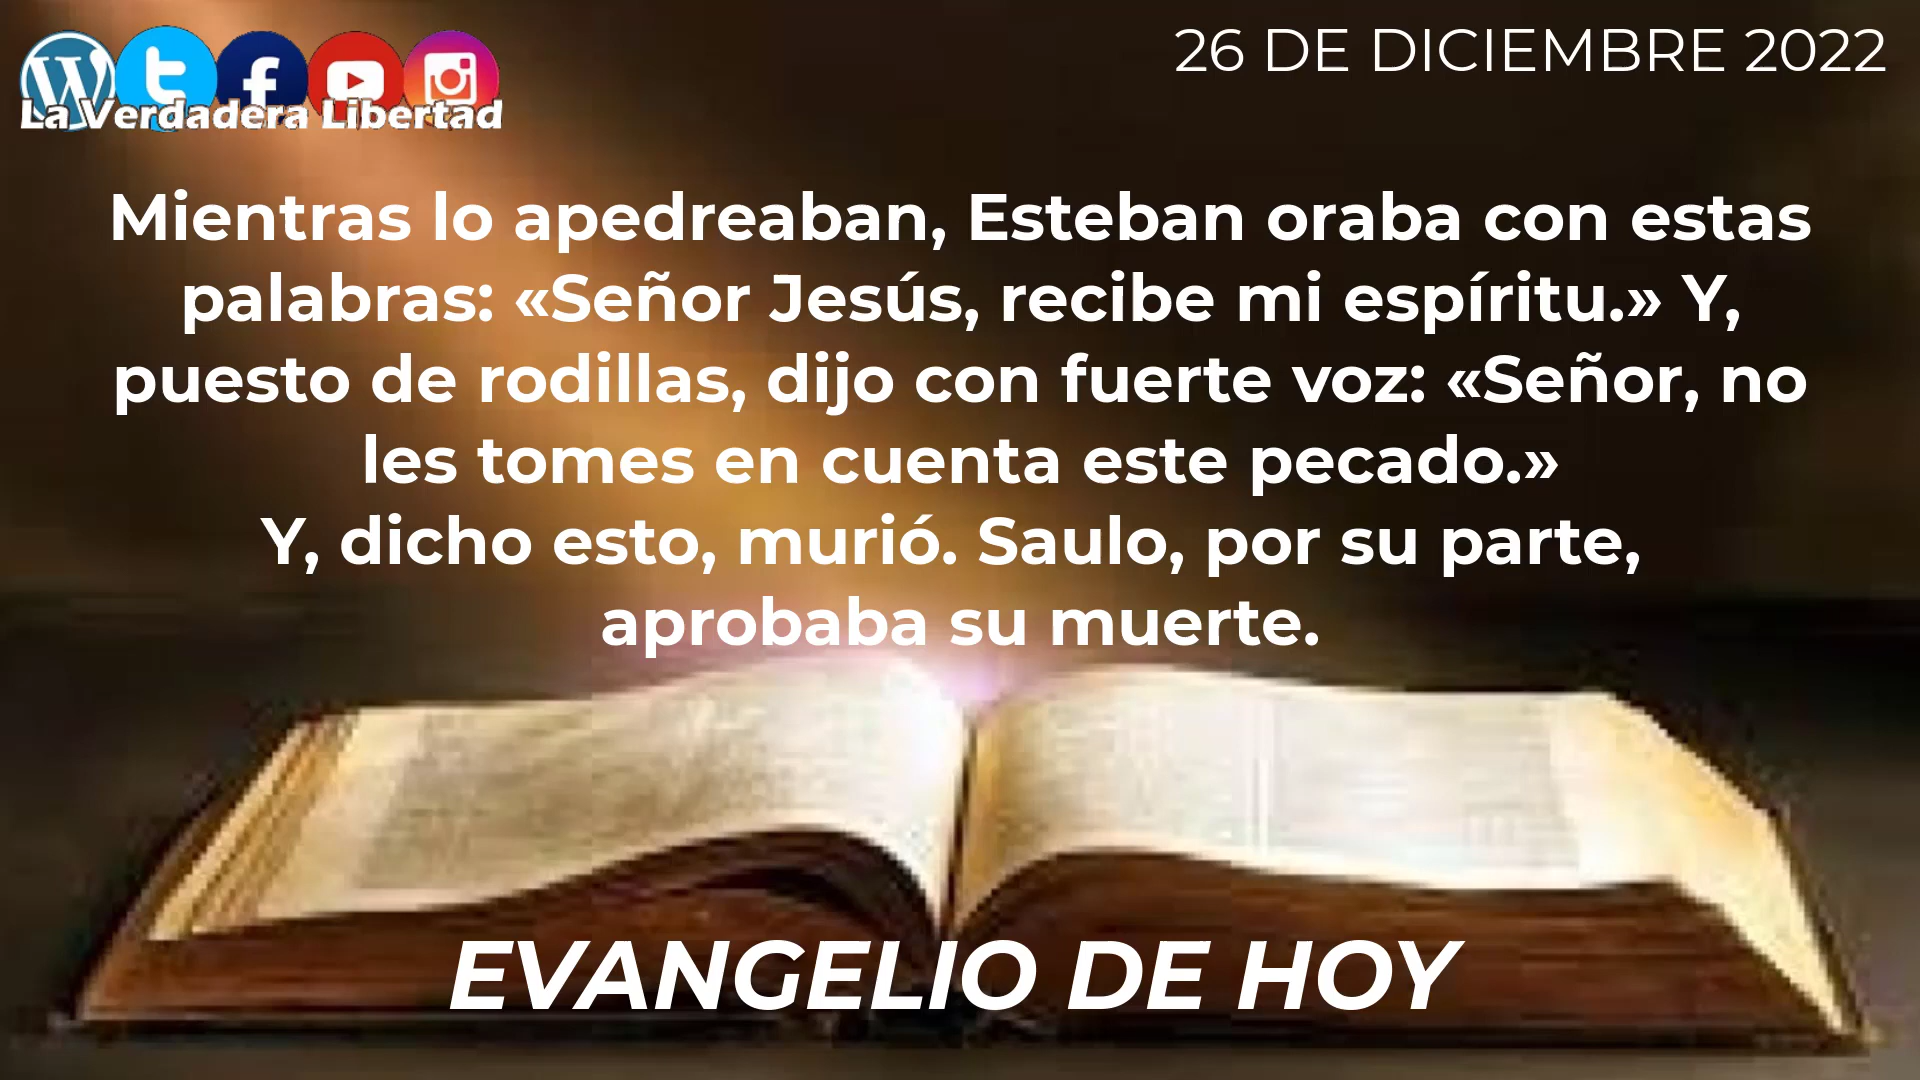 26 DE DICIEMBRE 2022
La Verdadera Libertad
Mientras lo apedreaban, Esteban oraba con estas
palabras: «Señor Jesús, recibe mi espíritu.» Y,
puesto de rodillas, dijo con fuerte voz: «Señor, no
les tomes en cuenta este pecado.»
Y, dicho esto, murió. Saulo, por su parte,
aprobaba su muerte.
EVANGELIO DE HOY